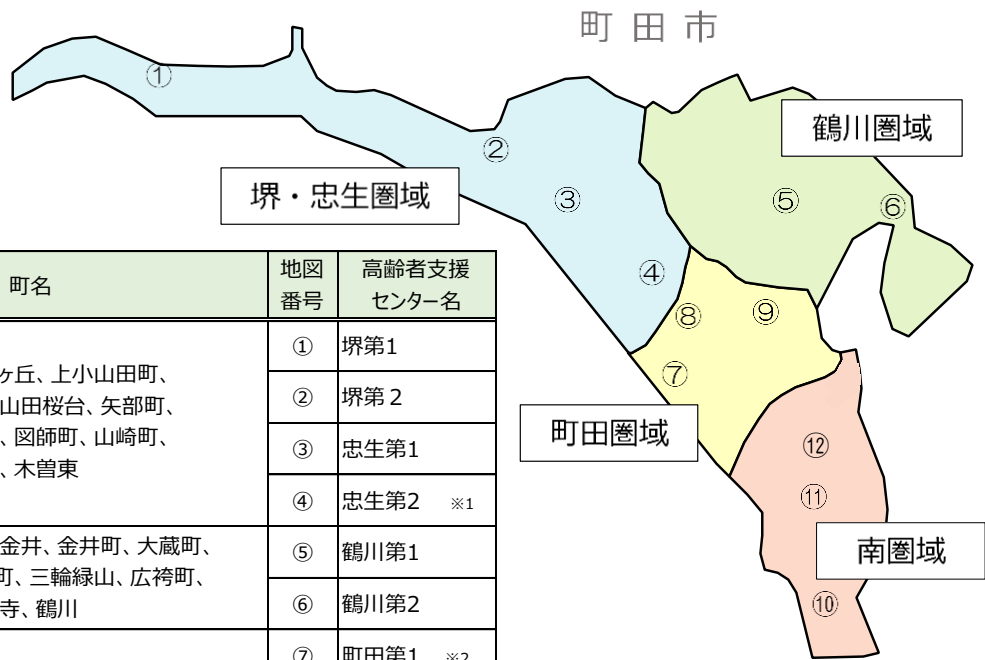 町田市
①
鶴川圏域
②
堺・忠生圏域
③
⑤
⑥
④
⑧
⑨
⑦
町田圏域
⑫
⑪
南圏域
⑩
町名
地図
番号
高齢者支援
センター名
ヶ丘、上小山田町、
山田桜台、矢部町、
、図師町、山崎町、
、木曽東
①
堺第1
②
堺第２
③
忠生第1
④
忠生第2 ※1
金井、金井町、大蔵町、
町、三輪緑山、広袴町、
寺、鶴川
⑤
鶴川第1
⑥
鶴川第2
⑦
町田第1 ※2